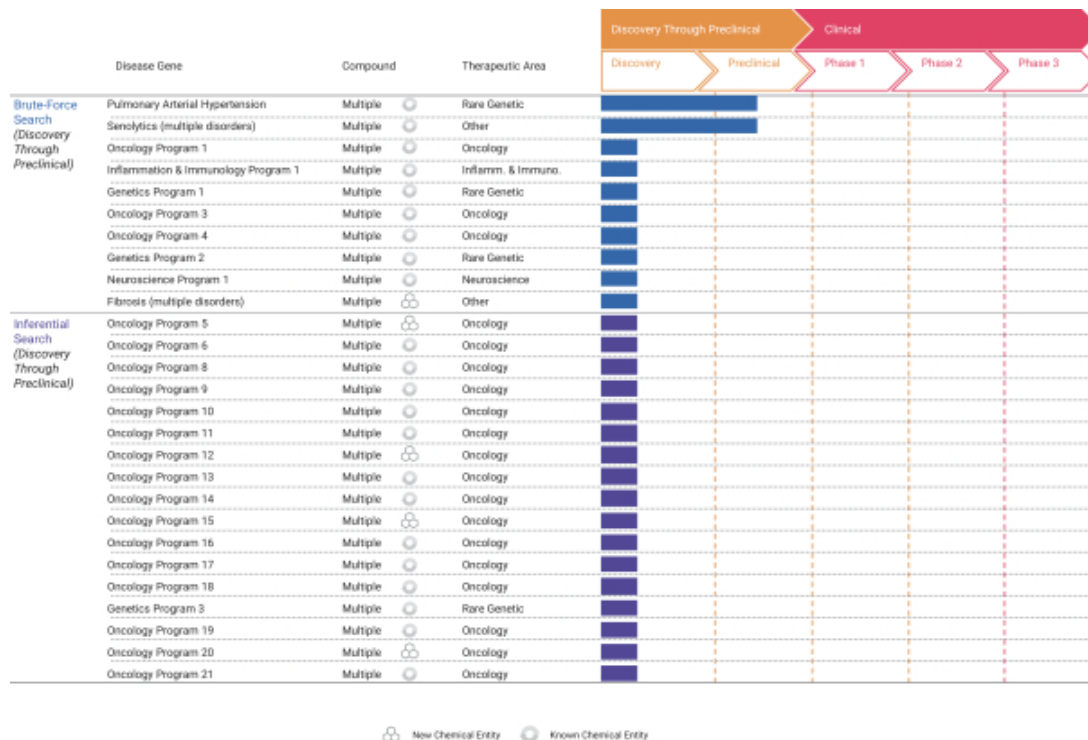 Discovery Through Preclinical Clinical
Disease Gene Compound Therapeutic Area Discovery Preclinical Phase 1 Phase 2 Phase 3
Brute-Force
Search
(Discovery
Through
Preclinical)
Pulmonary Arterial Hypertension Multiple Rare Genetic
Senolytics (multiple disorders) Multiple Other
Oncology Program 1 Multiple Oncology
Inflammation & Immunology Program 1 Multiple Inflamm. & Immuno.
Genetics Program 1 Multiple Rare Genetic
Oncology Program 3 Multiple Oncology
Oncology Program 4 Multiple Oncology
Genetics Program 2 Multiple Rare Genetic
Neuroscience Program 1 Multiple Neuroscience
Fibrosis (multiple disorders) Multiple Other
Inferential
Search
(Discovery
Through
Preclinical)
Oncology Program 5 Multiple Oncology
Oncology Program 6 Multiple Oncology
Oncology Program 8 Multiple Oncology
Oncology Program 9 Multiple Oncology
Oncology Program 10 Multiple Oncology
Oncology Program 11 Multiple Oncology
Oncology Program 12 Multiple Oncology
Oncology Program 13 Multiple Oncology
Oncology Program 14 Multiple Oncology
Oncology Program 15 Multiple Oncology
Oncology Program 16 Multiple Oncology
Oncology Program 17 Multiple Oncology
Oncology Program 18 Multiple Oncology
Genetics Program 3 Multiple Rare Genetic
Oncology Program 19 Multiple Oncology
Oncology Program 20 Multiple Oncology
Oncology Program 21 Multiple Oncology
New Chemical Entity Known Chemical Entity